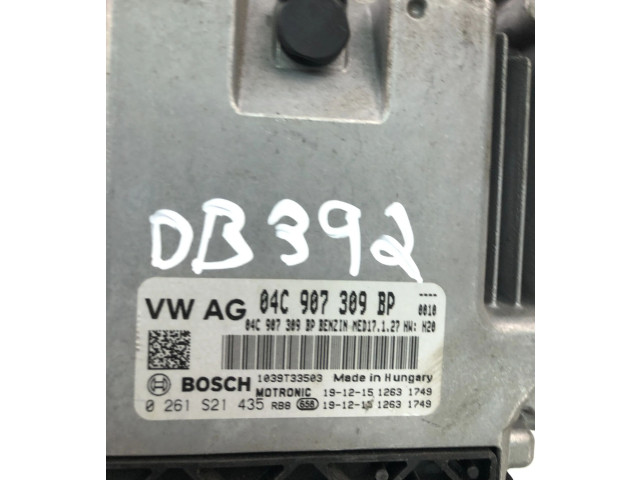 DB392
VW AG 04C 907 309 BP ---- 0010
04C 907 309 BP BENZIN MED17.1.27 HW: H20
BOSCH 1039T33503 Made in Hungary
MOTRONIC 19-12-15 1263 1749
0 261 S21 435 RBB 658 19-12-15 1263 1749